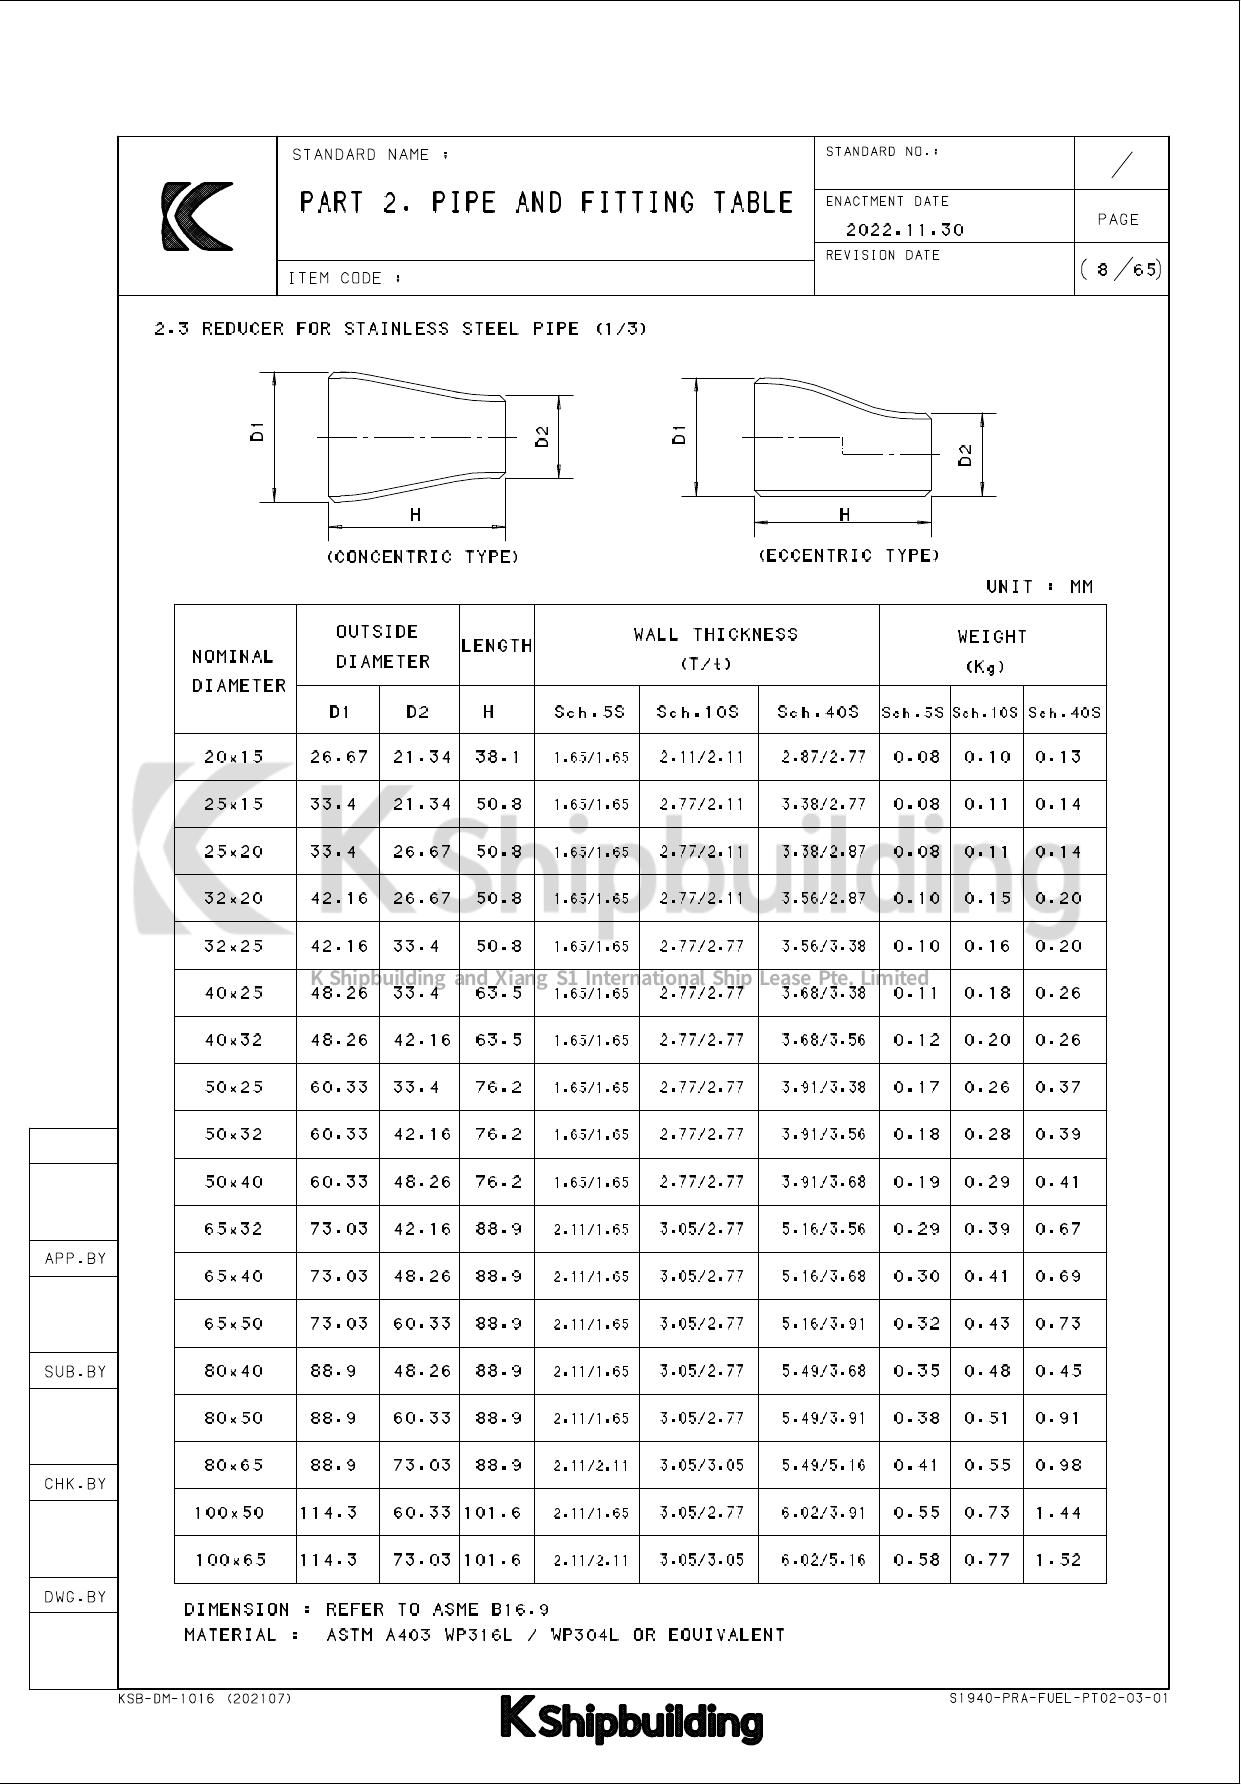 STANDARD NAME :
PART 2. PIPE AND FITTING TABLE
ITEM CODE :
STANDARD NO.:
/
ENACTMENT DATE
2022.11.30
PAGE
REVISION DATE
( 8 /65)
2.3 REDUCER FOR STAINLESS STEEL PIPE (1/3)
D1
D2
H
(CONCENTRIC TYPE)
D1
D2
H
(ECCENTRIC TYPE)
UNIT : MM
NOMINAL DIAMETER OUTSIDE DIAMETER LENGTH WALL THICKNESS (T/t) WEIGHT (Kg)
D1 D2 H Sch.5S Sch.10S Sch.40S Sch.5S Sch.10S Sch.40S
20x15 26.67 21.34 38.1 1.65/1.65 2.11/2.11 2.87/2.77 0.08 0.10 0.13
25x15 33.4 21.34 50.8 1.65/1.65 2.77/2.11 3.38/2.77 0.08 0.11 0.14
25x20 33.4 26.67 50.8 1.65/1.65 2.77/2.11 3.38/2.87 0.08 0.11 0.14
32x20 42.16 26.67 50.8 1.65/1.65 2.77/2.11 3.56/2.87 0.10 0.15 0.20
32x25 42.16 33.4 50.8 1.65/1.65 2.77/2.77 3.56/3.38 0.10 0.16 0.20
40x25 48.26 33.4 63.5 1.65/1.65 2.77/2.77 3.68/3.38 0.11 0.18 0.26
40x32 48.26 42.16 63.5 1.65/1.65 2.77/2.77 3.68/3.56 0.12 0.20 0.26
50x25 60.33 33.4 76.2 1.65/1.65 2.77/2.77 3.91/3.38 0.17 0.26 0.37
50x32 60.33 42.16 76.2 1.65/1.65 2.77/2.77 3.91/3.56 0.18 0.28 0.39
50x40 60.33 48.26 76.2 1.65/1.65 2.77/2.77 3.91/3.68 0.19 0.29 0.41
65x32 73.03 42.16 88.9 2.11/1.65 3.05/2.77 5.16/3.56 0.29 0.39 0.67
65x40 73.03 48.26 88.9 2.11/1.65 3.05/2.77 5.16/3.68 0.30 0.41 0.69
65x50 73.03 60.33 88.9 2.11/1.65 3.05/2.77 5.16/3.91 0.32 0.43 0.73
80x40 88.9 48.26 88.9 2.11/1.65 3.05/2.77 5.49/3.68 0.35 0.48 0.45
80x50 88.9 60.33 88.9 2.11/1.65 3.05/2.77 5.49/3.91 0.38 0.51 0.91
80x65 88.9 73.03 88.9 2.11/2.11 3.05/3.05 5.49/5.16 0.41 0.55 0.98
100x50 114.3 60.33 101.6 2.11/1.65 3.05/2.77 6.02/3.91 0.55 0.73 1.44
100x65 114.3 73.03 101.6 2.11/2.11 3.05/3.05 6.02/5.16 0.58 0.77 1.52
K Shipbuilding
K Shipbuilding and Xiang S1 International Ship Lease Pte. Limited
DIMENSION : REFER TO ASME B16.9
MATERIAL : ASTM A403 WP316L / WP304L OR EQUIVALENT
APP.BY
SUB.BY
CHK.BY
DWG.BY
KSB-DM-1016 (202107)
S1940-PRA-FUEL-PT02-03-01
K Shipbuilding